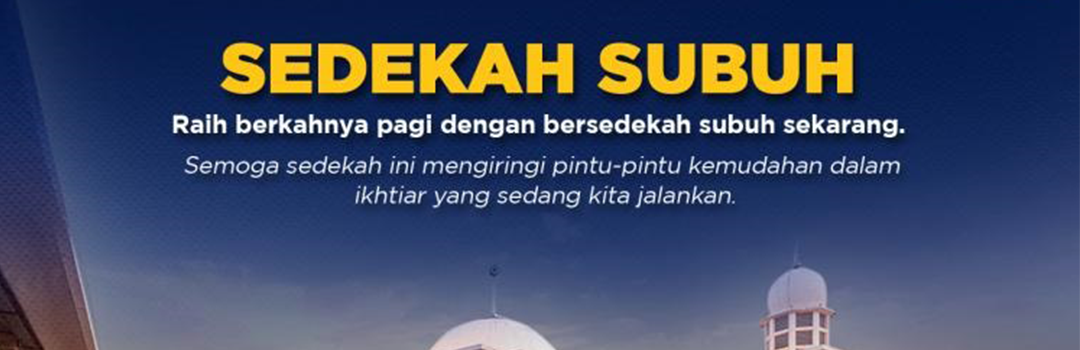 SEDEKAH SUBUH
Raih berkahnya pagi dengan bersedekah subuh sekarang.
Semoga sedekah ini mengiringi pintu-pintu kemudahan dalam
ikhtiar yang sedang kita jalankan.